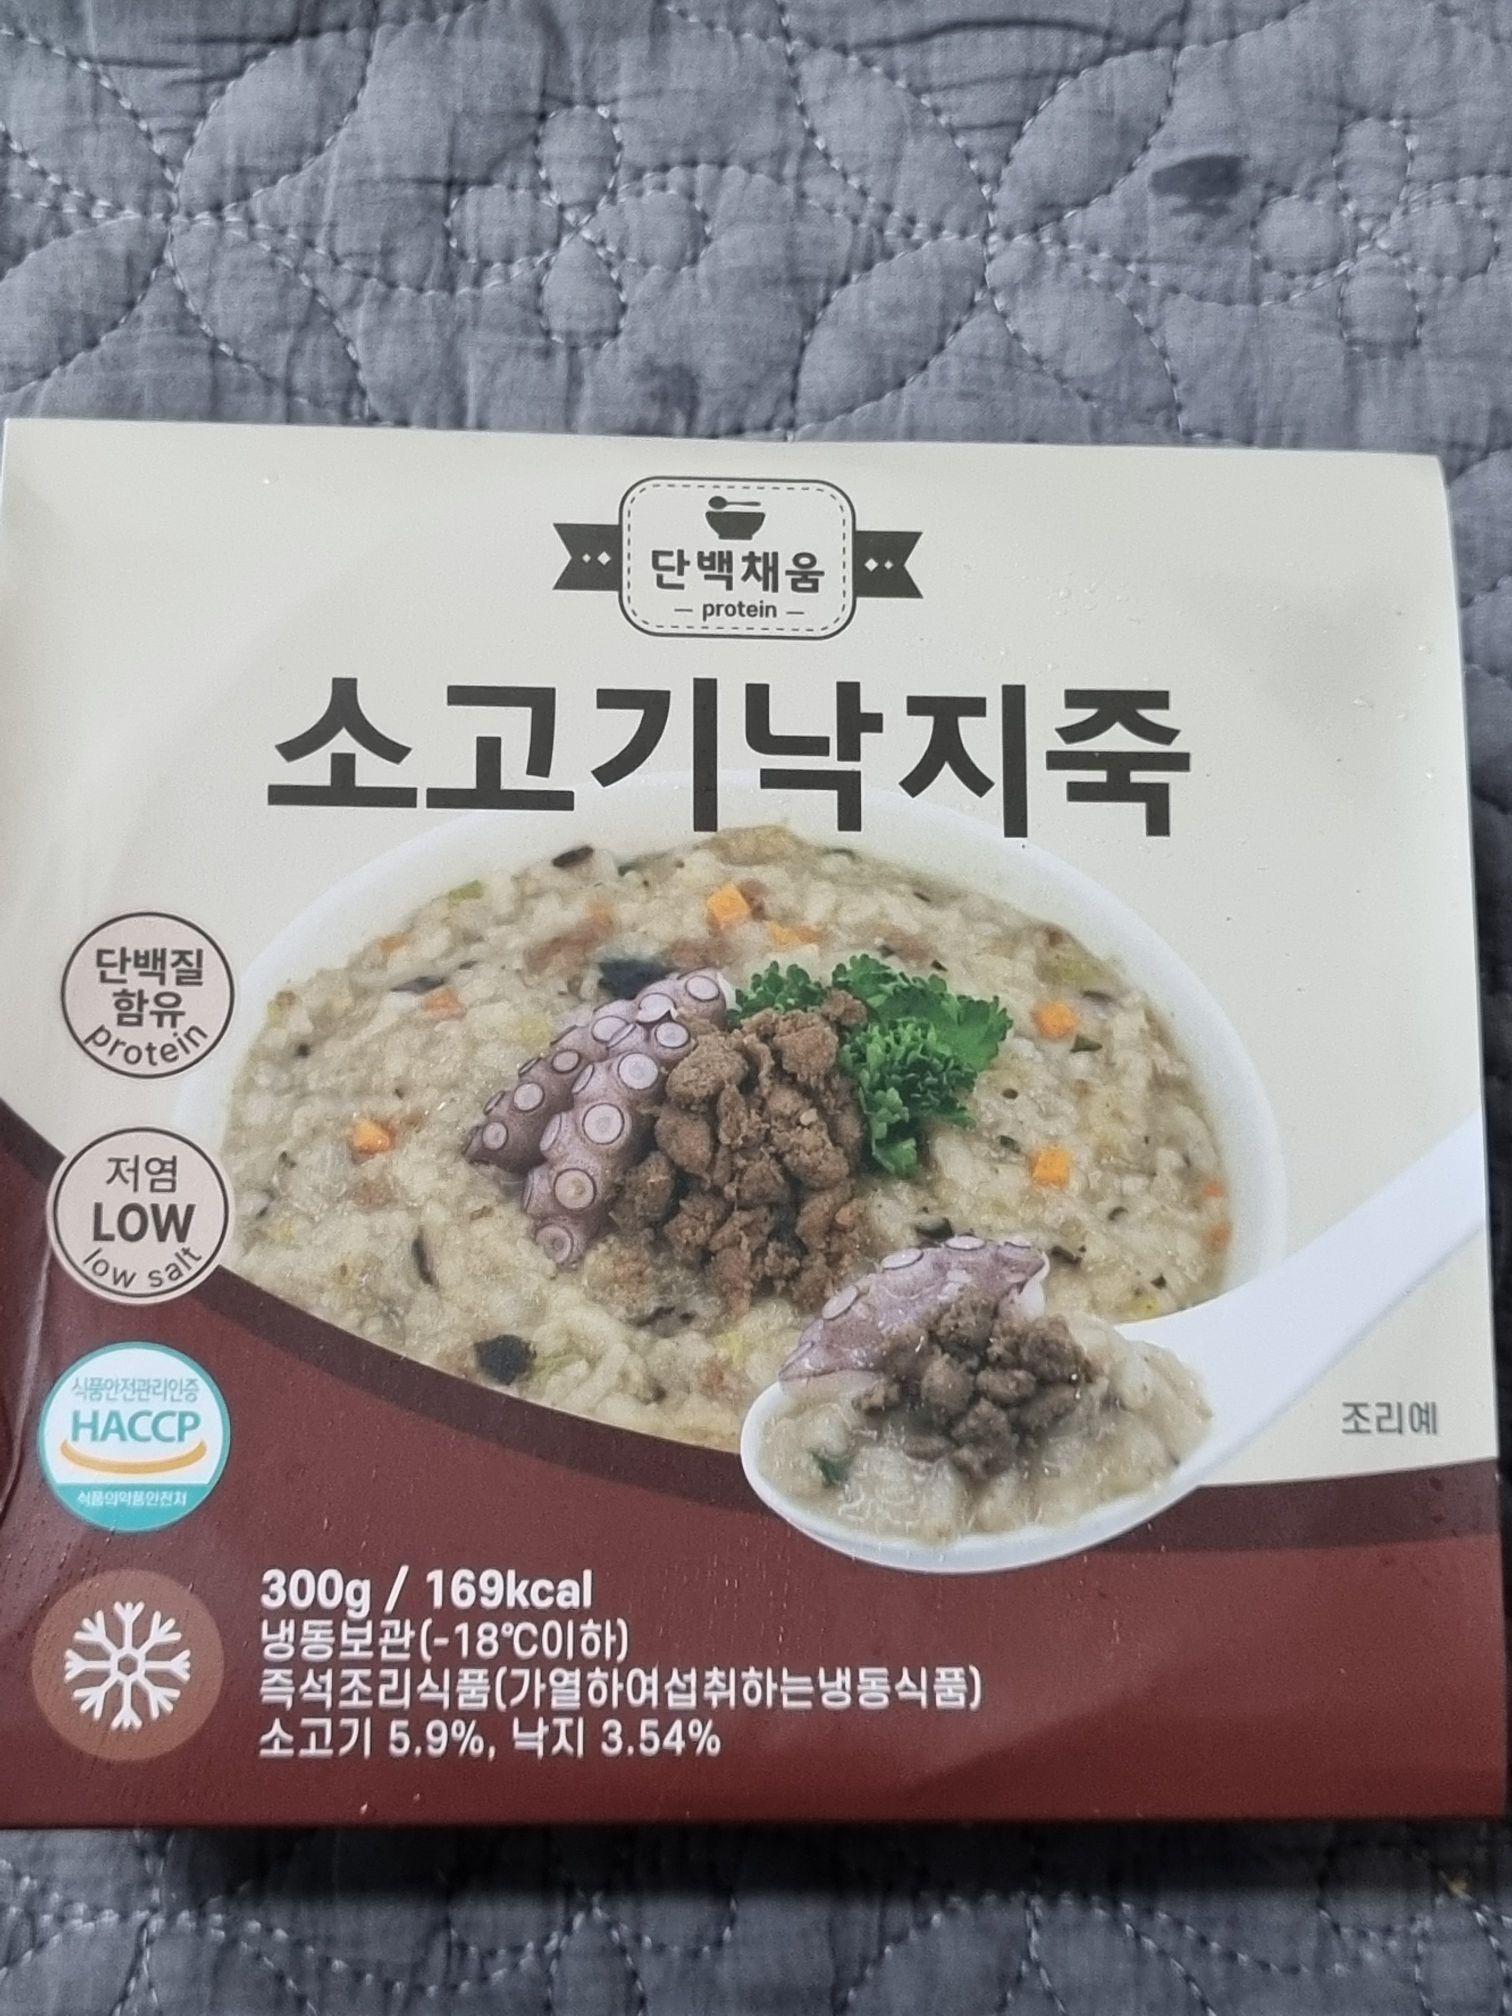 단백채움
protein
소고기낙지죽
단백질
함유
protein
저염
LOW
low salt
식품안전관리인증
HACCP
식품의약품안전처
조리예
300g / 169kcal
냉동보관(-18℃이하)
즉석조리식품(가열하여섭취하는냉동식품)
소고기 5.9%, 낙지 3.54%